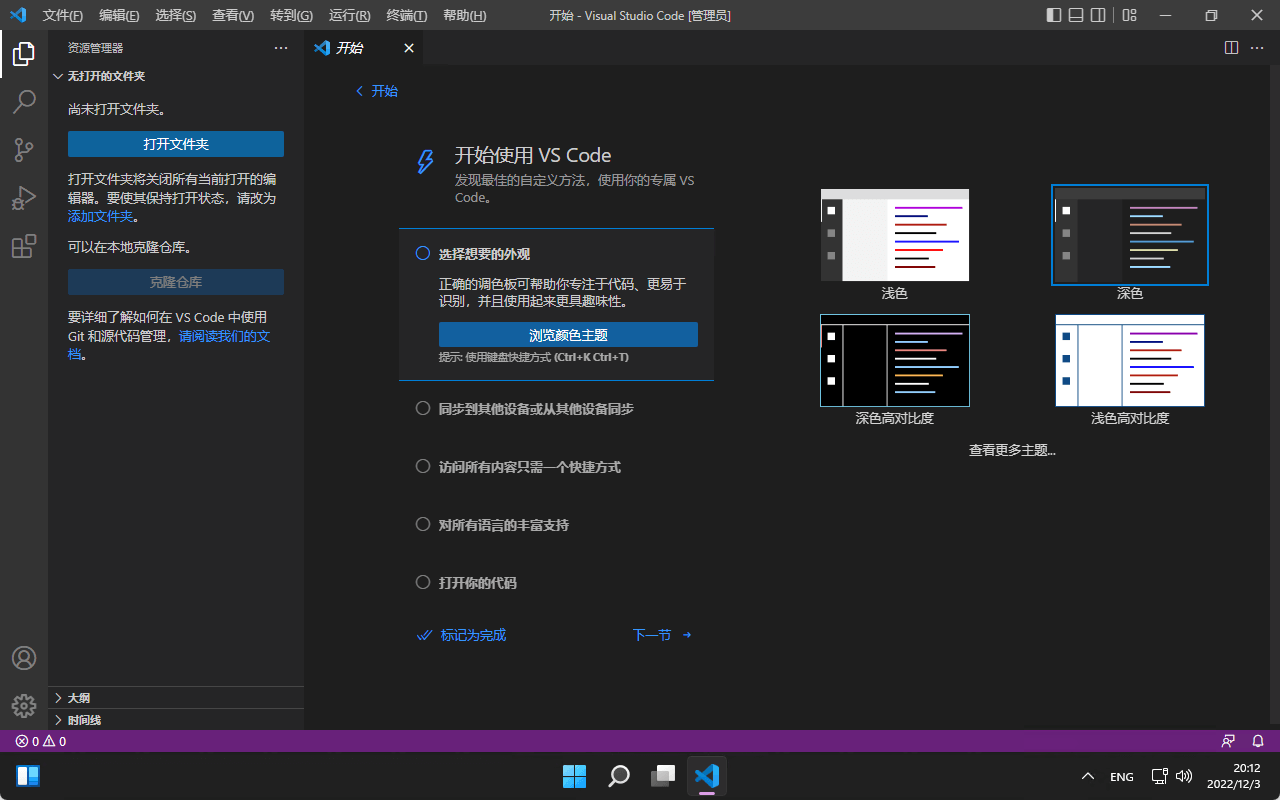 文件(F) 编辑(E) 选择(S) 查看(V) 转到(G) 运行(R) 终端(T) 帮助(H) 开始 - Visual Studio Code [管理员]
资源管理器
开始
无打开的文件夹
尚未打开文件夹。
打开文件夹
打开文件夹将关闭所有当前打开的编
辑器。要使其保持打开状态，请改为
添加文件夹。
可以在本地克隆仓库。
克隆仓库
要详细了解如何在 VS Code 中使用
Git 和源代码管理，请阅读我们的文
档。
大纲
时间线
开始
开始使用 VS Code
发现最佳的自定义方法，使用你的专属 VS
Code。
选择想要的外观
正确的调色板可帮助你专注于代码、更易于
识别，并且使用起来更具趣味性。
浏览颜色主题
提示: 使用键盘快捷方式 (Ctrl+K Ctrl+T)
同步到其他设备或从其他设备同步
访问所有内容只需一个快捷方式
对所有语言的丰富支持
打开你的代码
标记为完成 下一节
浅色 深色
深色高对比度 浅色高对比度
查看更多主题...
0 0
ENG
20:12
2022/12/3